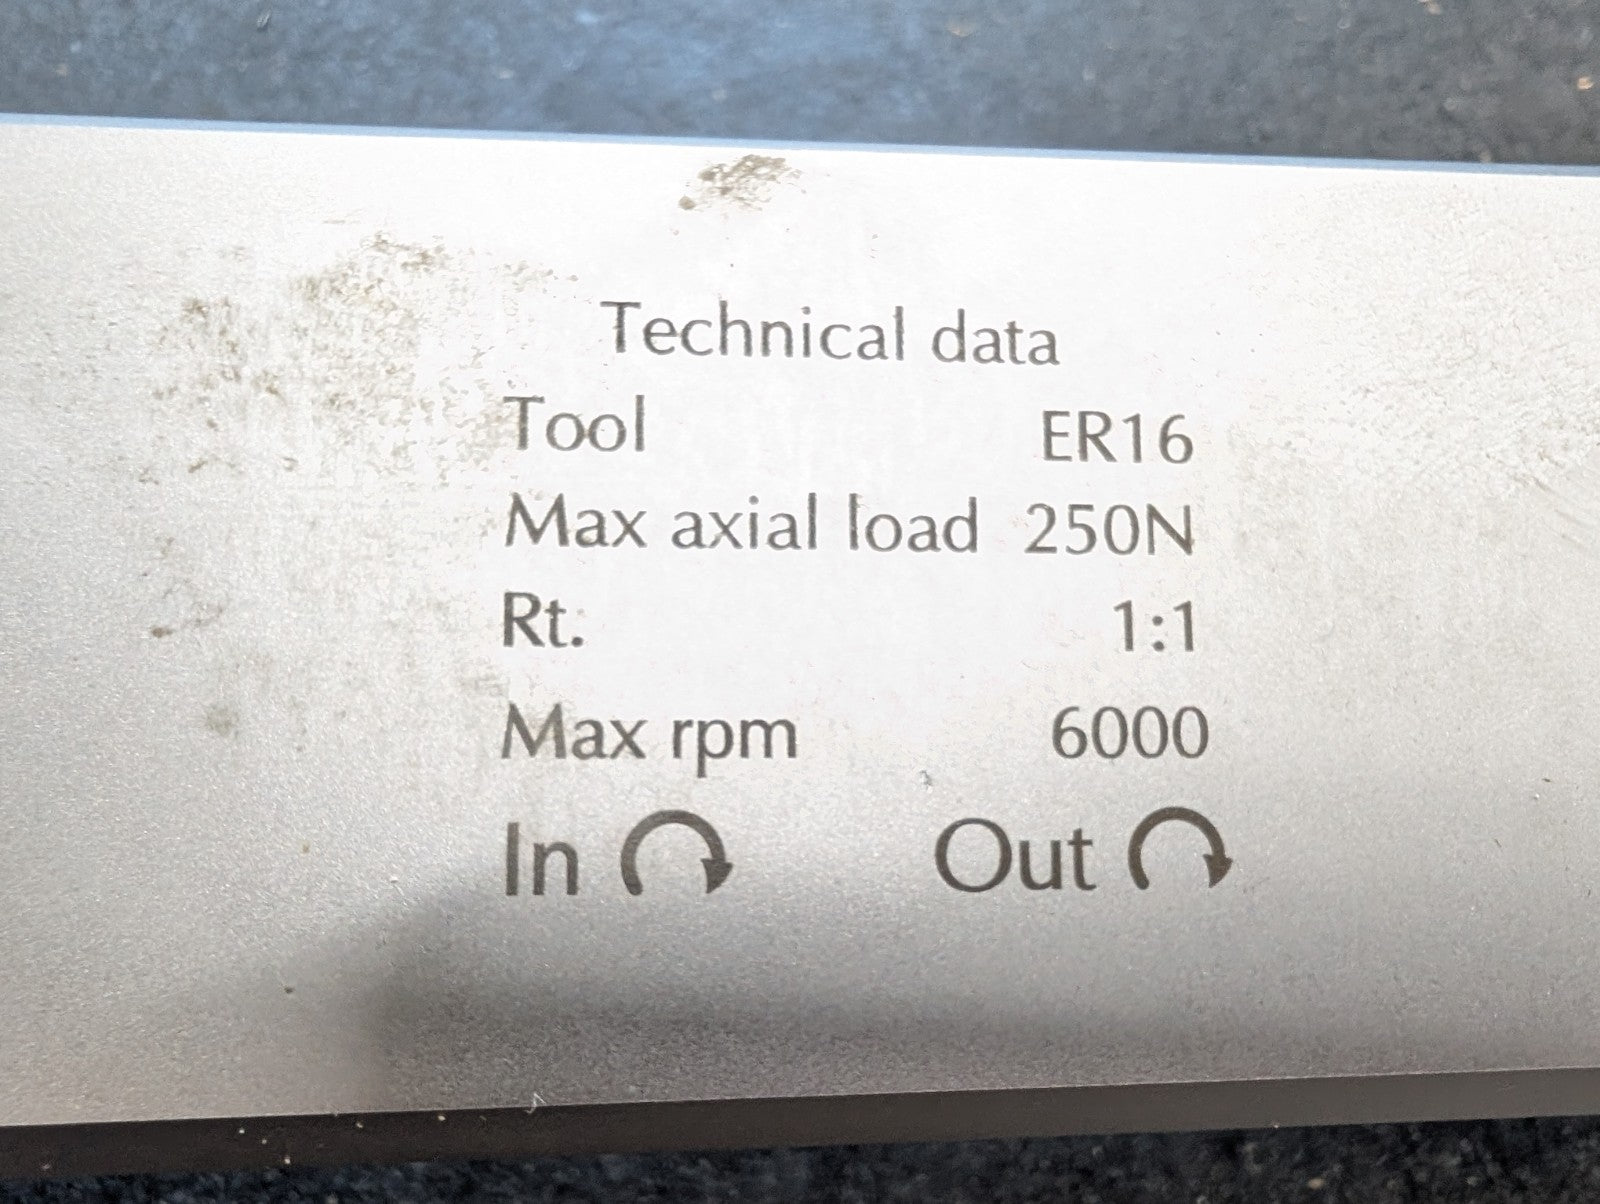 Technical data
Tool ER16
Max axial load 250N
Rt. 1:1
Max rpm 6000
In Out